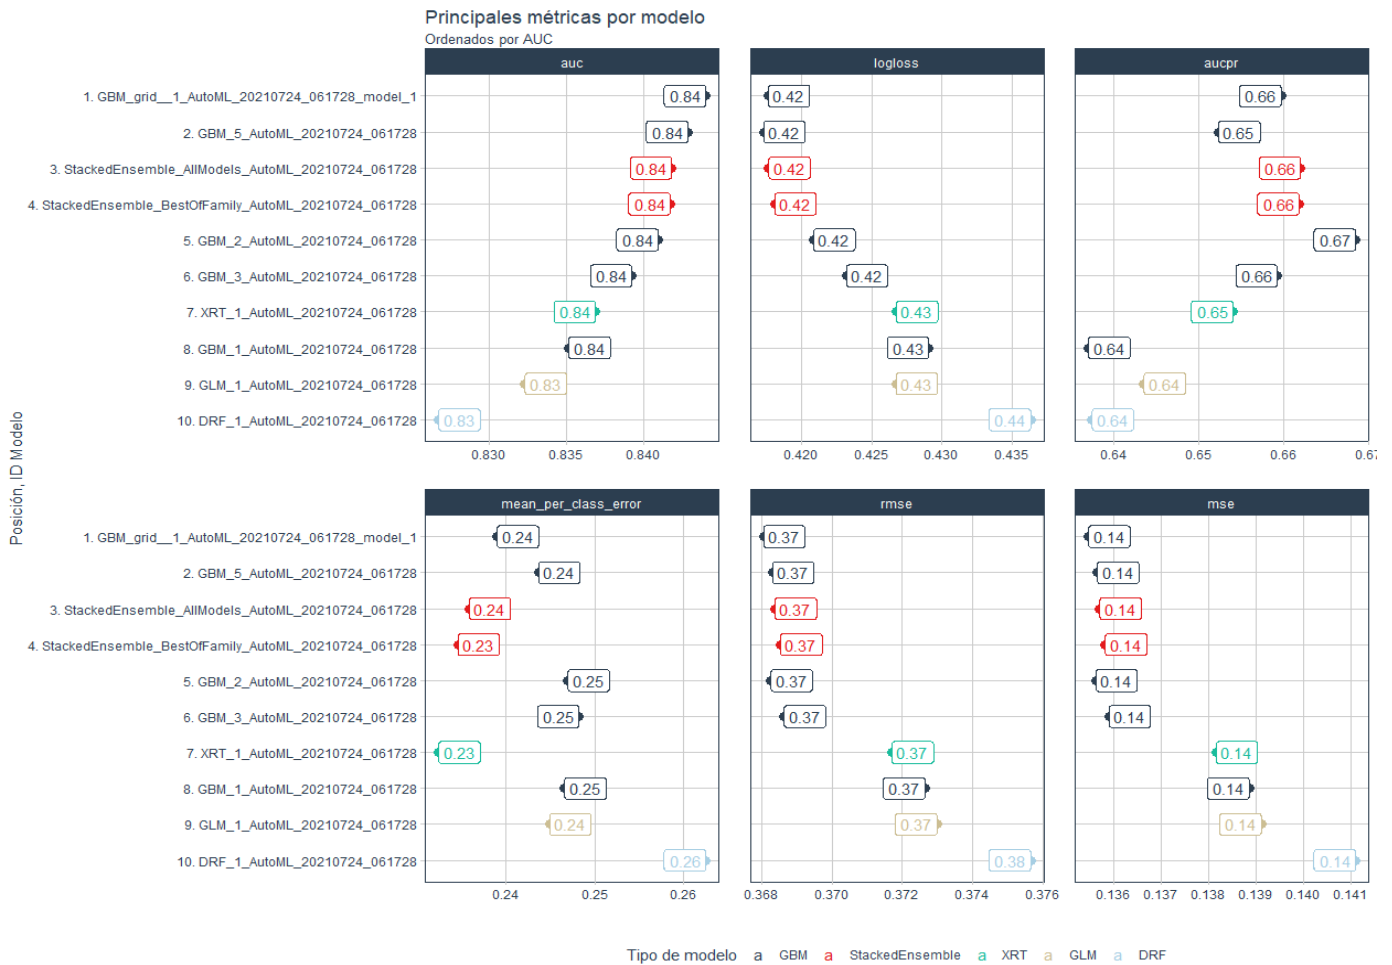 Principales métricas por modelo
Ordenados por AUC
auc logloss aucpr
1. GBM_grid__1_AutoML_20210724_061728_model_1 0.84 0.42 0.66
2. GBM_5_AutoML_20210724_061728 0.84 0.42 0.65
3. StackedEnsemble_AllModels_AutoML_20210724_061728 0.84 0.42 0.66
4. StackedEnsemble_BestOfFamily_AutoML_20210724_061728 0.84 0.42 0.66
5. GBM_2_AutoML_20210724_061728 0.84 0.42 0.67
6. GBM_3_AutoML_20210724_061728 0.84 0.42 0.66
7. XRT_1_AutoML_20210724_061728 0.84 0.43 0.65
8. GBM_1_AutoML_20210724_061728 0.84 0.43 0.64
9. GLM_1_AutoML_20210724_061728 0.83 0.43 0.64
10. DRF_1_AutoML_20210724_061728 0.83 0.44 0.64
0.830 0.835 0.840 0.420 0.425 0.430 0.435 0.64 0.65 0.66 0.67
Posición, ID Modelo
mean_per_class_error rmse mse
1. GBM_grid__1_AutoML_20210724_061728_model_1 0.24 0.37 0.14
2. GBM_5_AutoML_20210724_061728 0.24 0.37 0.14
3. StackedEnsemble_AllModels_AutoML_20210724_061728 0.24 0.37 0.14
4. StackedEnsemble_BestOfFamily_AutoML_20210724_061728 0.23 0.37 0.14
5. GBM_2_AutoML_20210724_061728 0.25 0.37 0.14
6. GBM_3_AutoML_20210724_061728 0.25 0.37 0.14
7. XRT_1_AutoML_20210724_061728 0.23 0.37 0.14
8. GBM_1_AutoML_20210724_061728 0.25 0.37 0.14
9. GLM_1_AutoML_20210724_061728 0.24 0.37 0.14
10. DRF_1_AutoML_20210724_061728 0.26 0.38 0.14
0.24 0.25 0.26 0.368 0.370 0.372 0.374 0.376 0.136 0.137 0.138 0.139 0.140 0.141
Tipo de modelo a GBM a StackedEnsemble a XRT a GLM a DRF